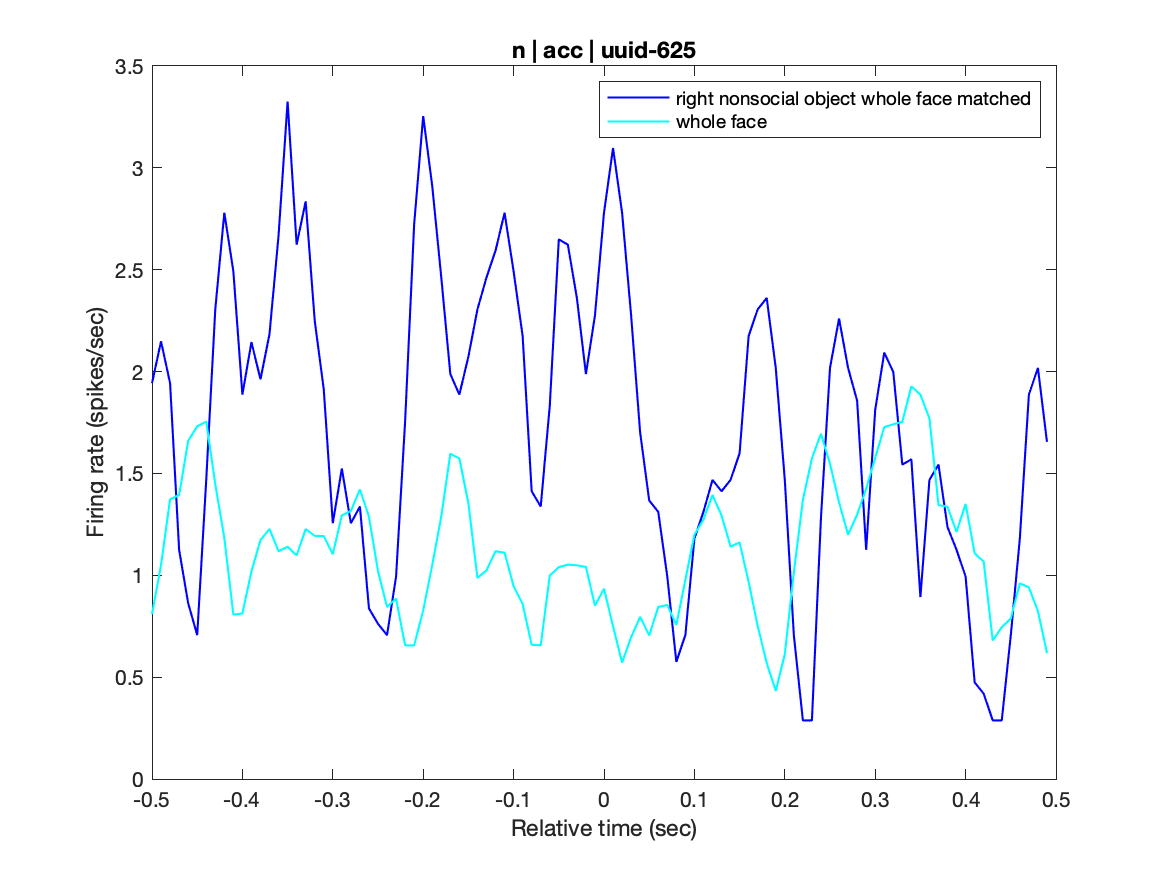 n | acc | uuid-625
right nonsocial object whole face matched
whole face
3.5
3
2.5
2
1.5
1
0.5
0
Firing rate (spikes/sec)
-0.5 -0.4 -0.3 -0.2 -0.1 0 0.1 0.2 0.3 0.4 0.5
Relative time (sec)